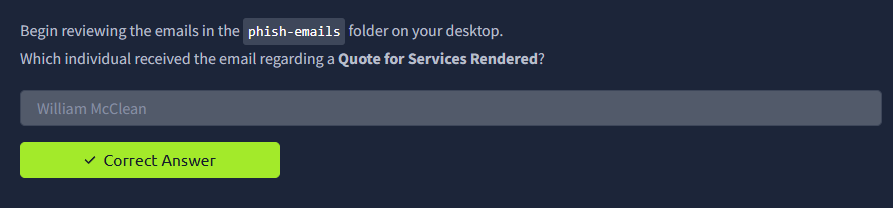 Begin reviewing the emails in the phish-emails folder on your desktop.
Which individual received the email regarding a Quote for Services Rendered?
William McClean
✓ Correct Answer